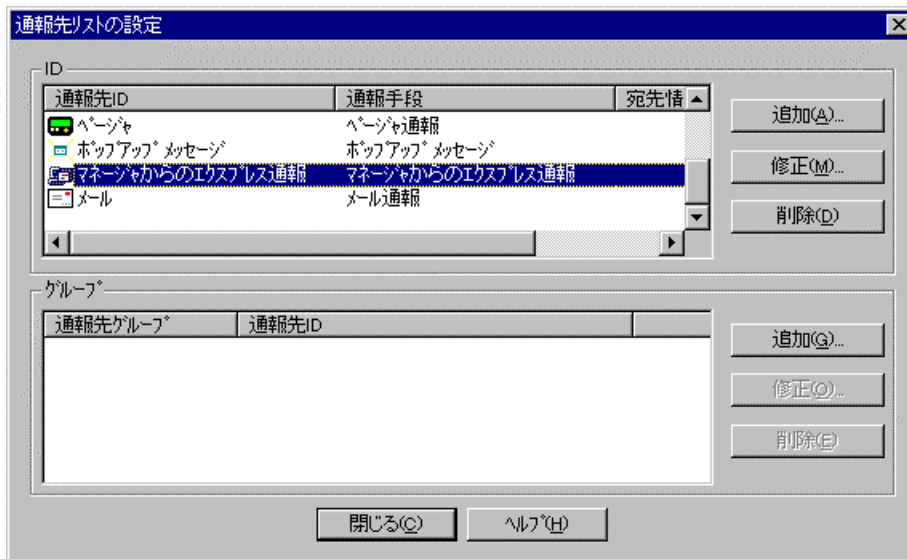 通報先リストの設定
ID
通報先ID 通報手段 宛先情
ﾍﾟｰｼﾞｬ ﾍﾟｰｼﾞｬ通報
ﾎﾟｯﾌﾟｱｯﾌﾟﾒｯｾｰｼﾞ ﾎﾟｯﾌﾟｱｯﾌﾟﾒｯｾｰｼﾞ
ﾏﾈｰｼﾞｬからのｴｸｽﾌﾟﾚｽ通報 ﾏﾈｰｼﾞｬからのｴｸｽﾌﾟﾚｽ通報
ﾒｰﾙ ﾒｰﾙ通報
追加(A)...
修正(M)...
削除(D)
ｸﾞﾙｰﾌﾟ
通報先ｸﾞﾙｰﾌﾟ 通報先ID
追加(G)...
修正(O)...
削除(E)
閉じる(C) ﾍﾙﾌﾟ(H)